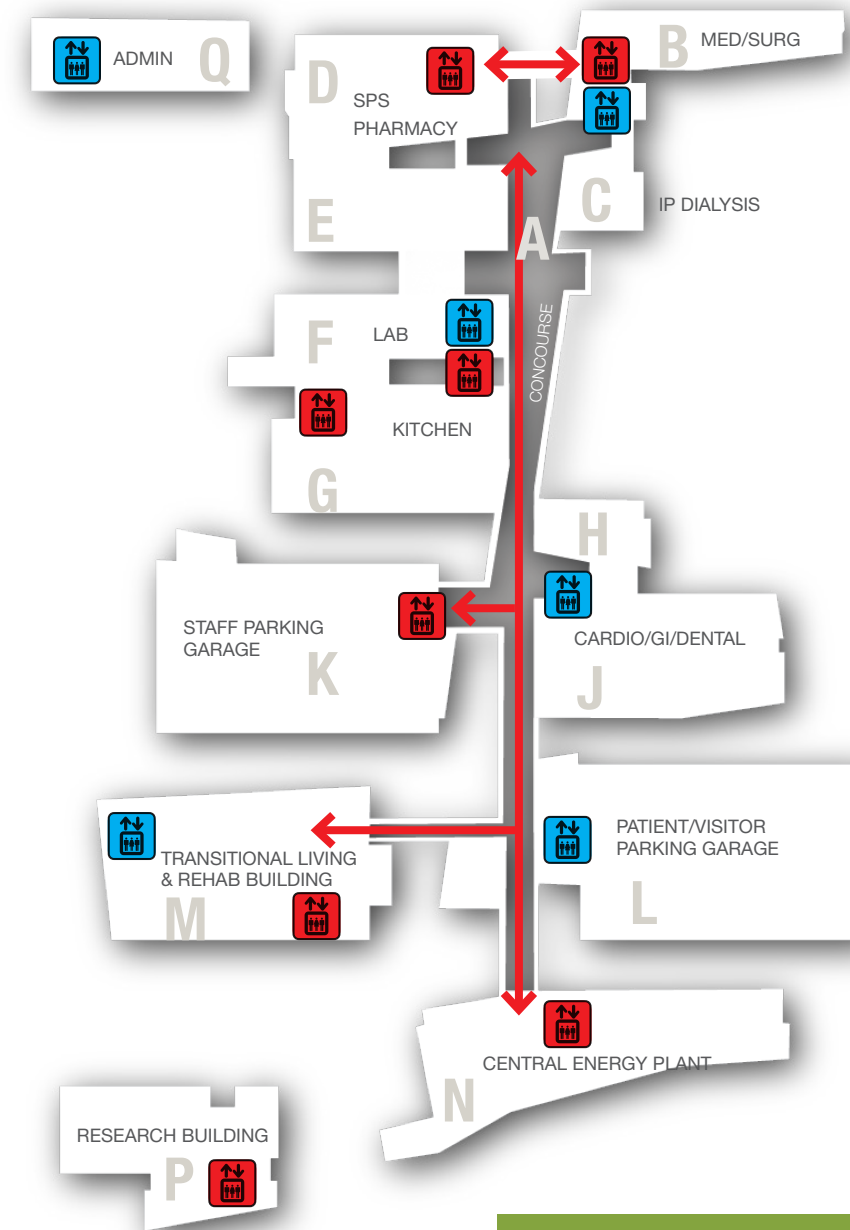 ADMIN
Q
D
SPS
PHARMACY
B
MED/SURG
E
C
IP DIALYSIS
A
CONCOURSE
F
LAB
KITCHEN
G
H
STAFF PARKING
GARAGE
K
CARDIO/GI/DENTAL
J
TRANSITIONAL LIVING
& REHAB BUILDING
M
PATIENT/VISITOR
PARKING GARAGE
L
CENTRAL ENERGY PLANT
N
RESEARCH BUILDING
P